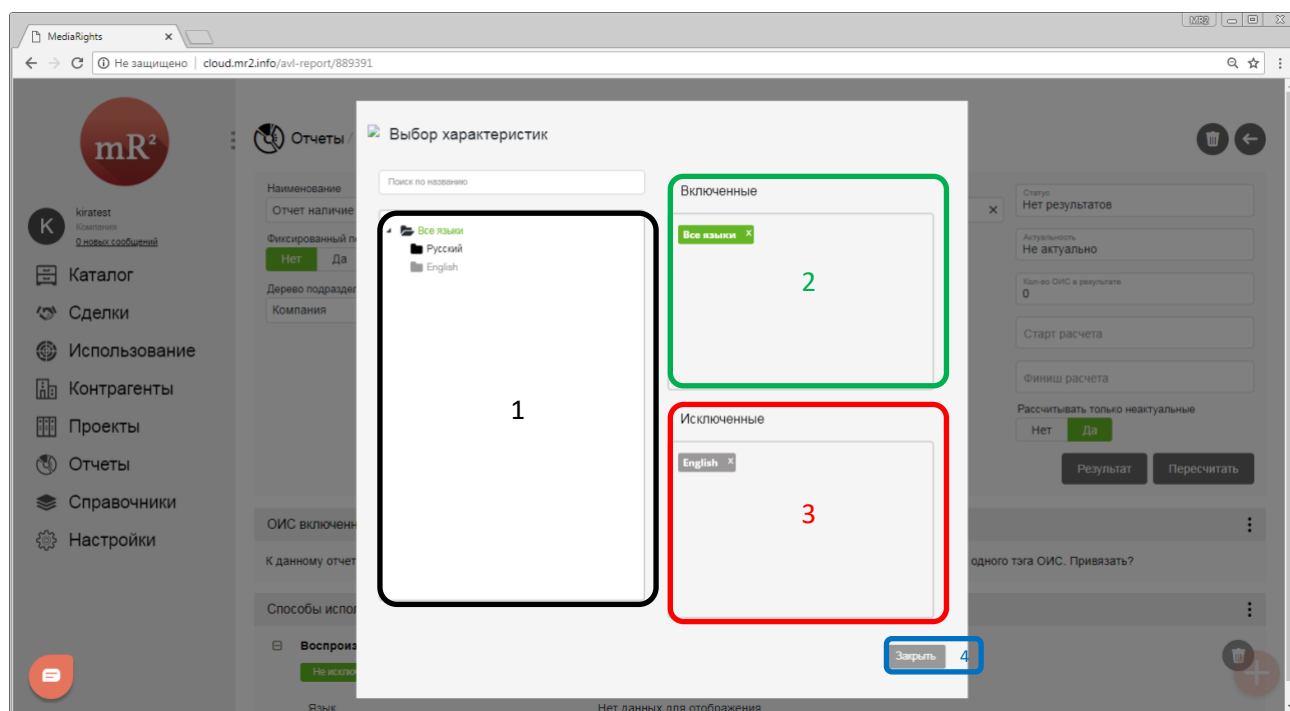 MR2
MediaRights
Не защищено | cloud.mr2.info/avl-report/889391
mR²
Отчеты /
Выбор характеристик
Поиск по названию
Включенные
Наименование
Отчет наличие
Статус
Нет результатов
kiratest
Компания
0 новых сообщений
K
Все языки
Русский
English
Все языки x
2
Фиксированный
Нет Да
Актуальность
Не актуально
Каталог
Дерево подраздел
Компания
Кол-во ОИС в результате
0
Сделки
Старт расчета
Использование
Финиш расчета
Контрагенты
1
Исключенные
Рассчитывать только неактуальные
Нет Да
Проекты
English x
Отчеты
Результат Пересчитать
Справочники
3
ОИС включенн
Настройки
К данному отчет
одного тэга ОИС. Привязать?
Способы испол
Воспроиз
Закрыть 4
Не исклю
Язык
Нет данных для отображения